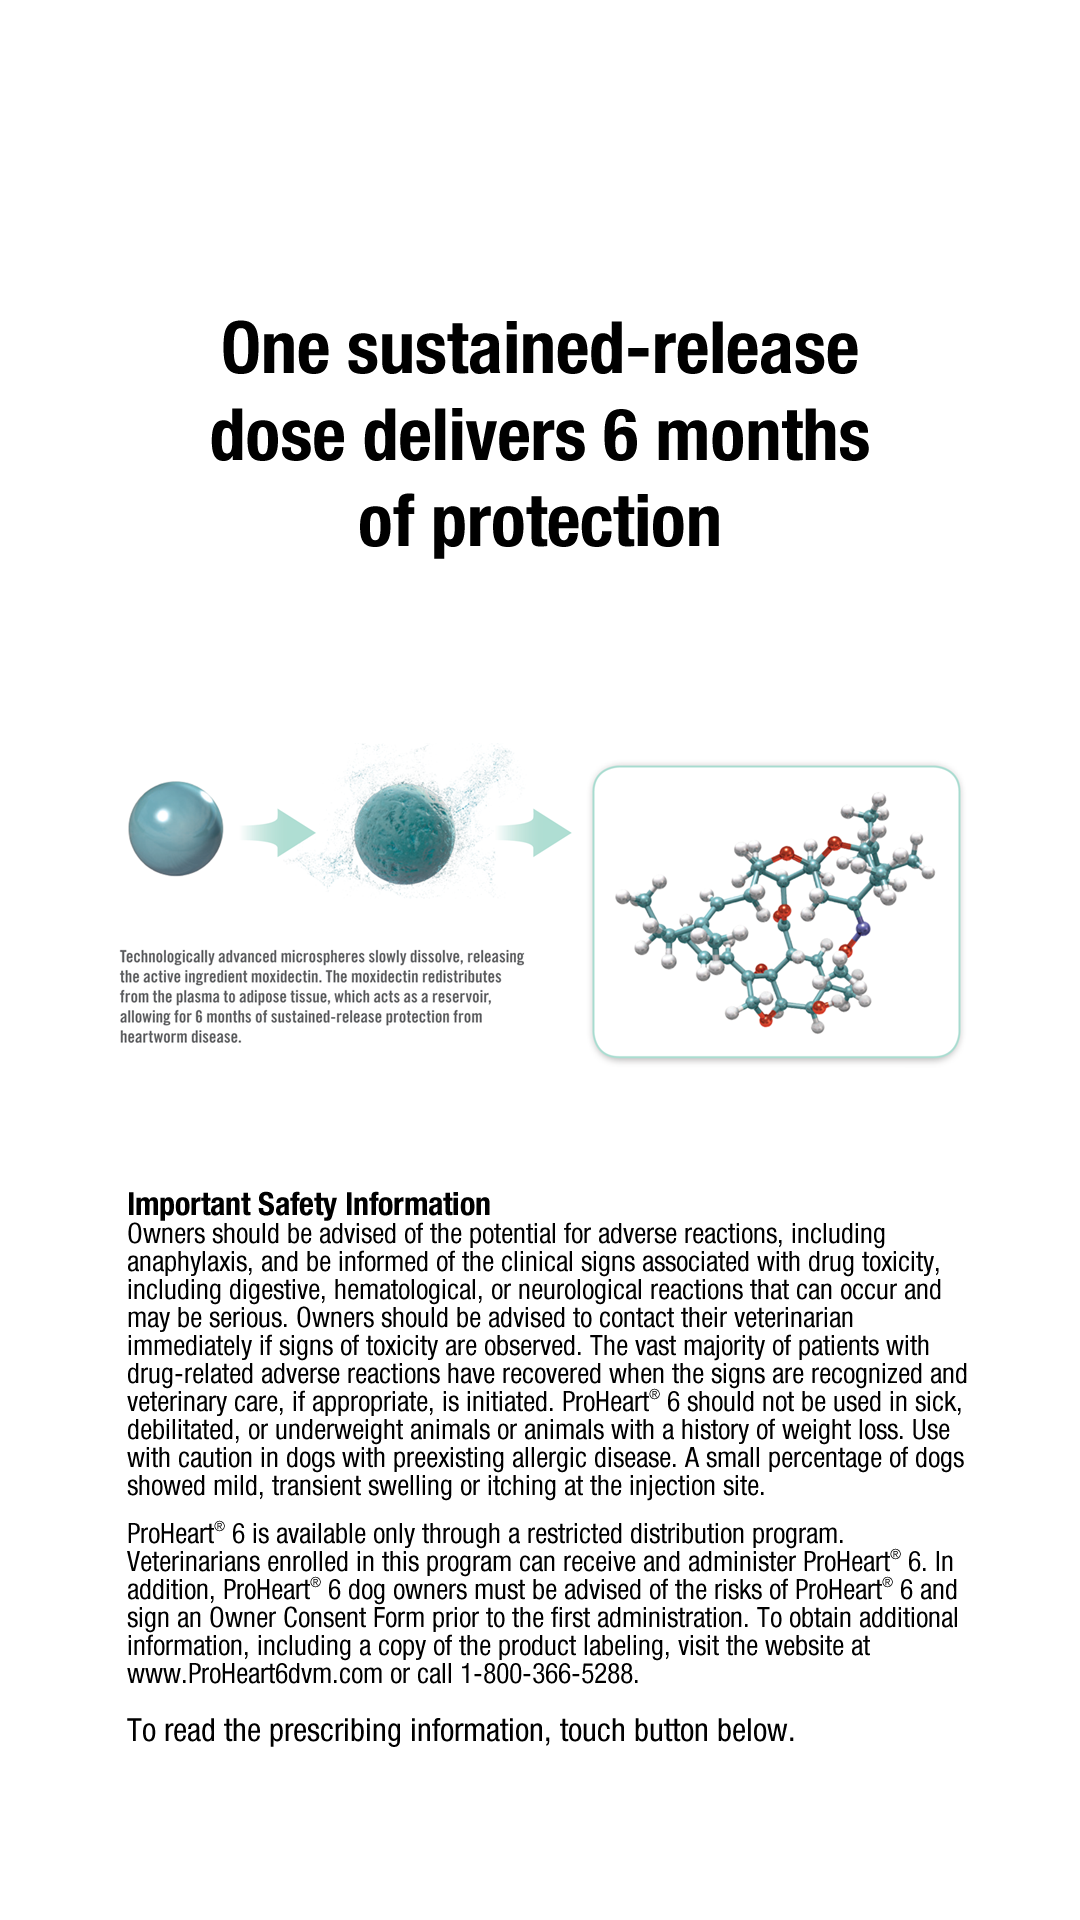 One sustained-release
dose delivers 6 months
of protection
Technologically advanced microspheres slowly dissolve, releasing
the active ingredient moxidectin. The moxidectin redistributes
from the plasma to adipose tissue, which acts as a reservoir,
allowing for 6 months of sustained-release protection from
heartworm disease.
Important Safety Information
Owners should be advised of the potential for adverse reactions, including
anaphylaxis, and be informed of the clinical signs associated with drug toxicity,
including digestive, hematological, or neurological reactions that can occur and
may be serious. Owners should be advised to contact their veterinarian
immediately if signs of toxicity are observed. The vast majority of patients with
drug-related adverse reactions have recovered when the signs are recognized and
veterinary care, if appropriate, is initiated. ProHeart® 6 should not be used in sick,
debilitated, or underweight animals or animals with a history of weight loss. Use
with caution in dogs with preexisting allergic disease. A small percentage of dogs
showed mild, transient swelling or itching at the injection site.
ProHeart® 6 is available only through a restricted distribution program.
Veterinarians enrolled in this program can receive and administer ProHeart® 6. In
addition, ProHeart® 6 dog owners must be advised of the risks of ProHeart® 6 and
sign an Owner Consent Form prior to the first administration. To obtain additional
information, including a copy of the product labeling, visit the website at
www.ProHeart6dvm.com or call 1-800-366-5288.
To read the prescribing information, touch button below.